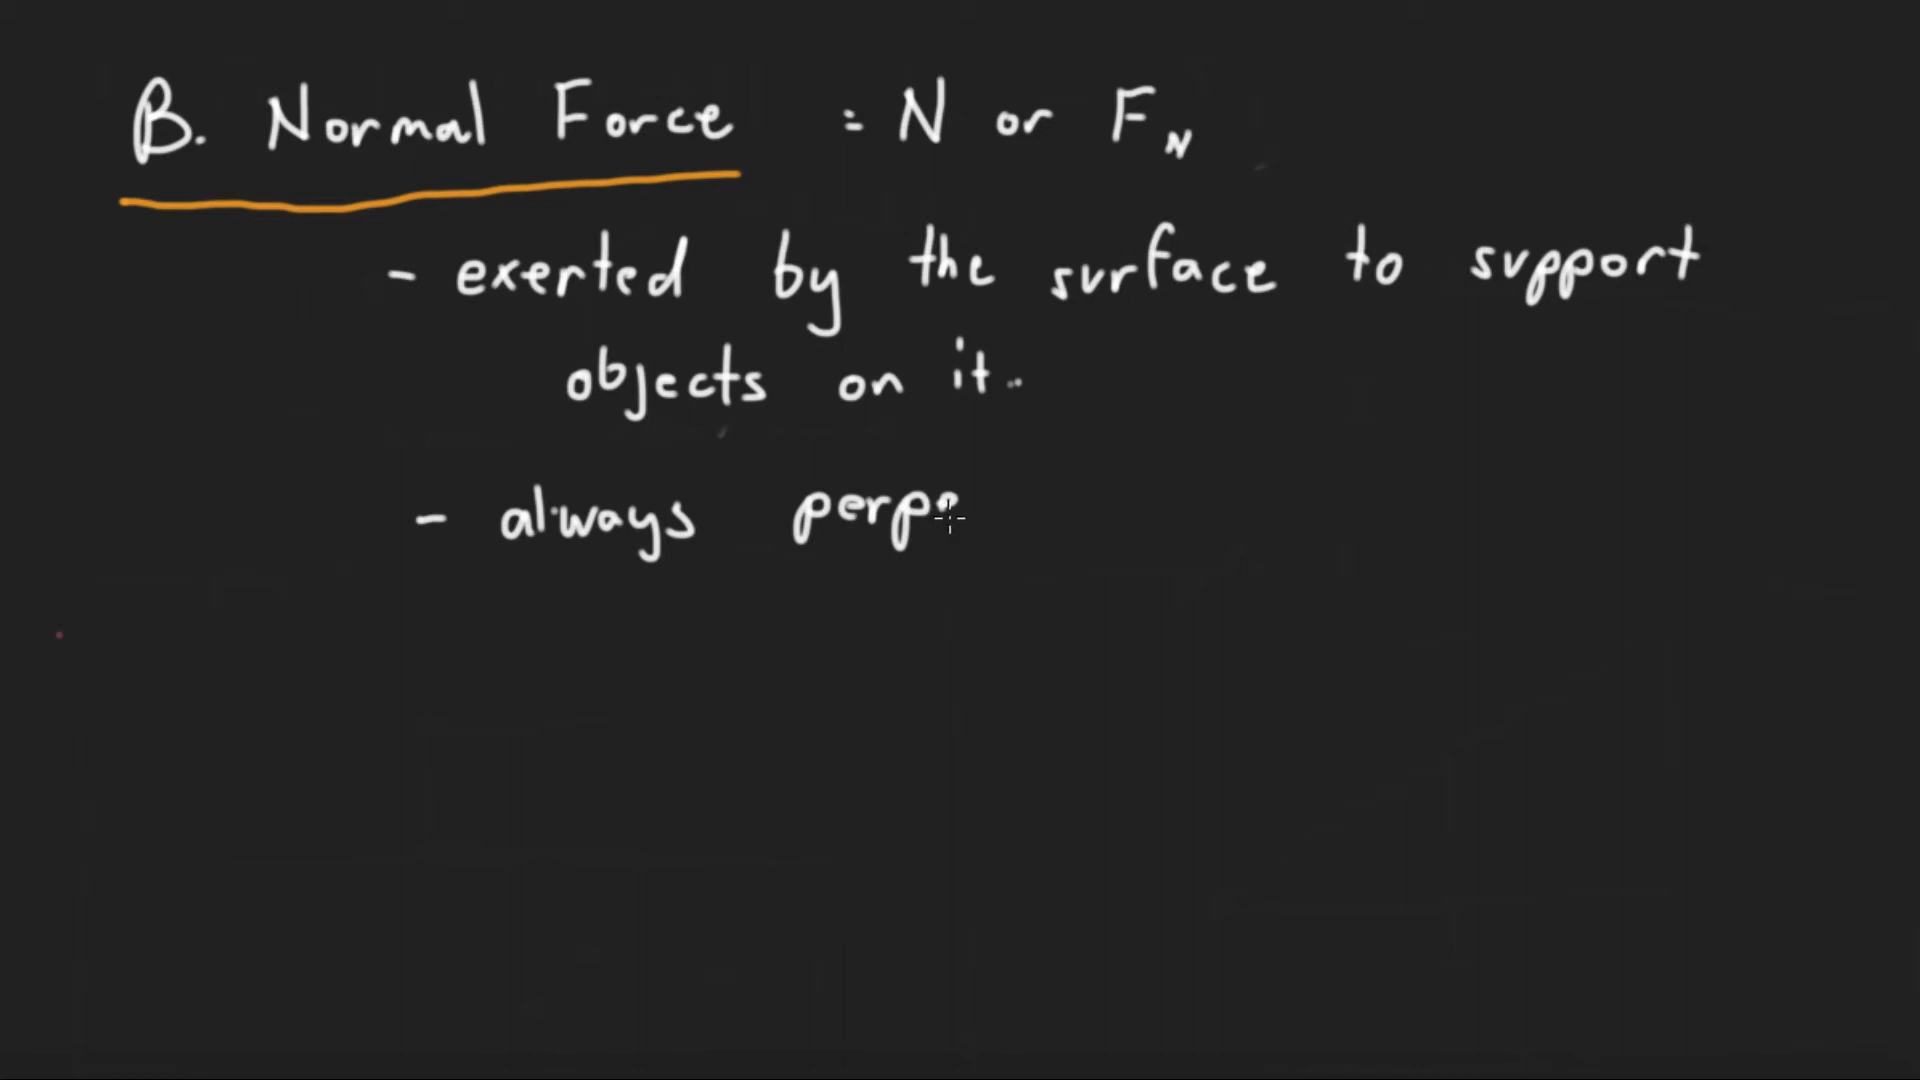 B. Normal Force = N or F_N
- exerted by the surface to support
objects on it..
- always perpe